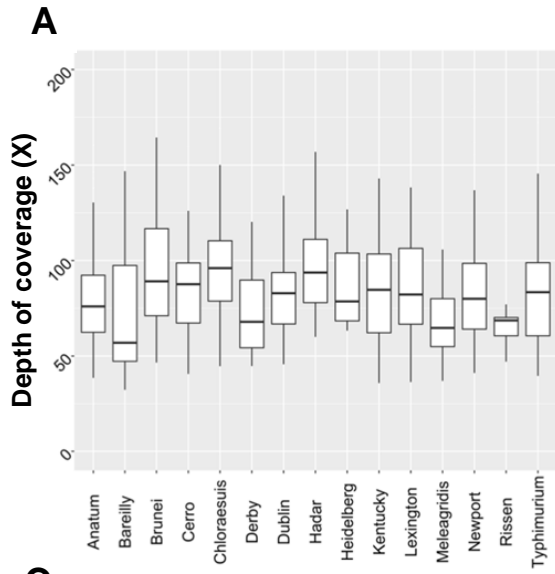 A
Depth of coverage (X)
200
150
100
50
0
Anatum
Bareilly
Brunei
Cerro
Chloraesuis
Derby
Dublin
Hadar
Heidelberg
Kentucky
Lexington
Meleagridis
Newport
Rissen
Typhimurium